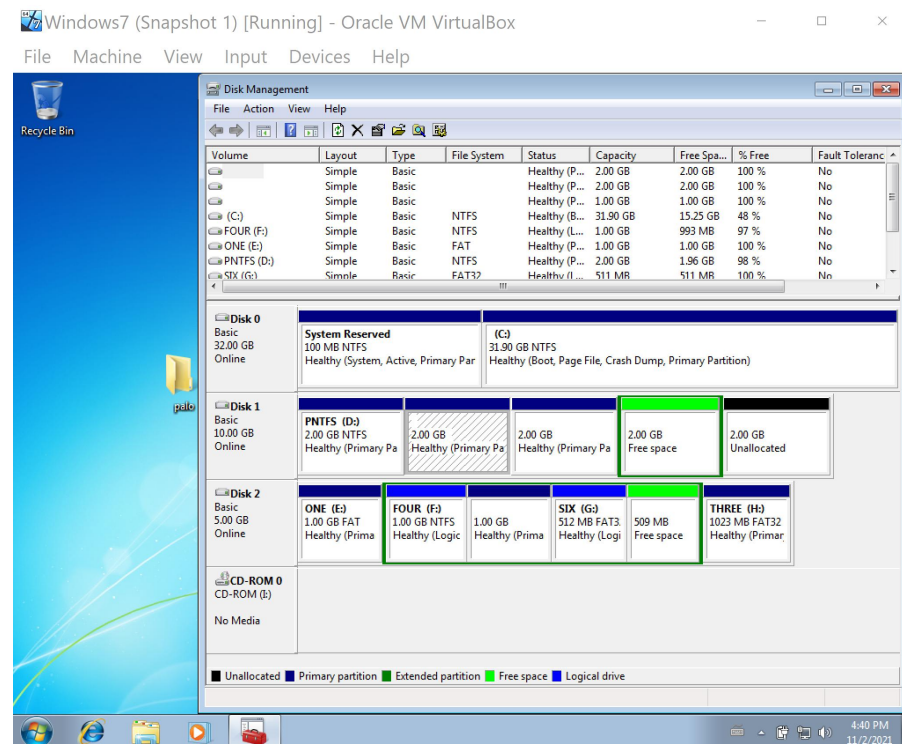 Windows7 (Snapshot 1) [Running] - Oracle VM VirtualBox
File Machine View Input Devices Help
Recycle Bin
palo
Disk Management
File Action View Help
Volume Layout Type File System Status Capacity Free Spa... % Free Fault Toleranc
Simple Basic Healthy (P... 2.00 GB 2.00 GB 100 % No
Simple Basic Healthy (P... 2.00 GB 2.00 GB 100 % No
Simple Basic Healthy (P... 1.00 GB 1.00 GB 100 % No
(C:) Simple Basic NTFS Healthy (B... 31.90 GB 15.25 GB 48 % No
FOUR (F:) Simple Basic NTFS Healthy (L... 1.00 GB 993 MB 97 % No
ONE (E:) Simple Basic FAT Healthy (P... 1.00 GB 1.00 GB 100 % No
PNTFS (D:) Simple Basic NTFS Healthy (P... 2.00 GB 1.96 GB 98 % No
SIX (G:) Simple Basic FAT32 Healthy (L... 511 MB 511 MB 100 % No
Disk 0
Basic
32.00 GB
Online
System Reserved
100 MB NTFS
Healthy (System, Active, Primary Par
(C:)
31.90 GB NTFS
Healthy (Boot, Page File, Crash Dump, Primary Partition)
Disk 1
Basic
10.00 GB
Online
PNTFS (D:)
2.00 GB NTFS
Healthy (Primary Pa
2.00 GB
Healthy (Primary Pa
2.00 GB
Healthy (Primary Pa
2.00 GB
Free space
2.00 GB
Unallocated
Disk 2
Basic
5.00 GB
Online
ONE (E:)
1.00 GB FAT
Healthy (Prima
FOUR (F:)
1.00 GB NTFS
Healthy (Logic
1.00 GB
Healthy (Prima
SIX (G:)
512 MB FAT3
Healthy (Logi
509 MB
Free space
THREE (H:)
1023 MB FAT32
Healthy (Primar
CD-ROM 0
CD-ROM (I:)
No Media
Unallocated Primary partition Extended partition Free space Logical drive
4:40 PM
11/2/2021